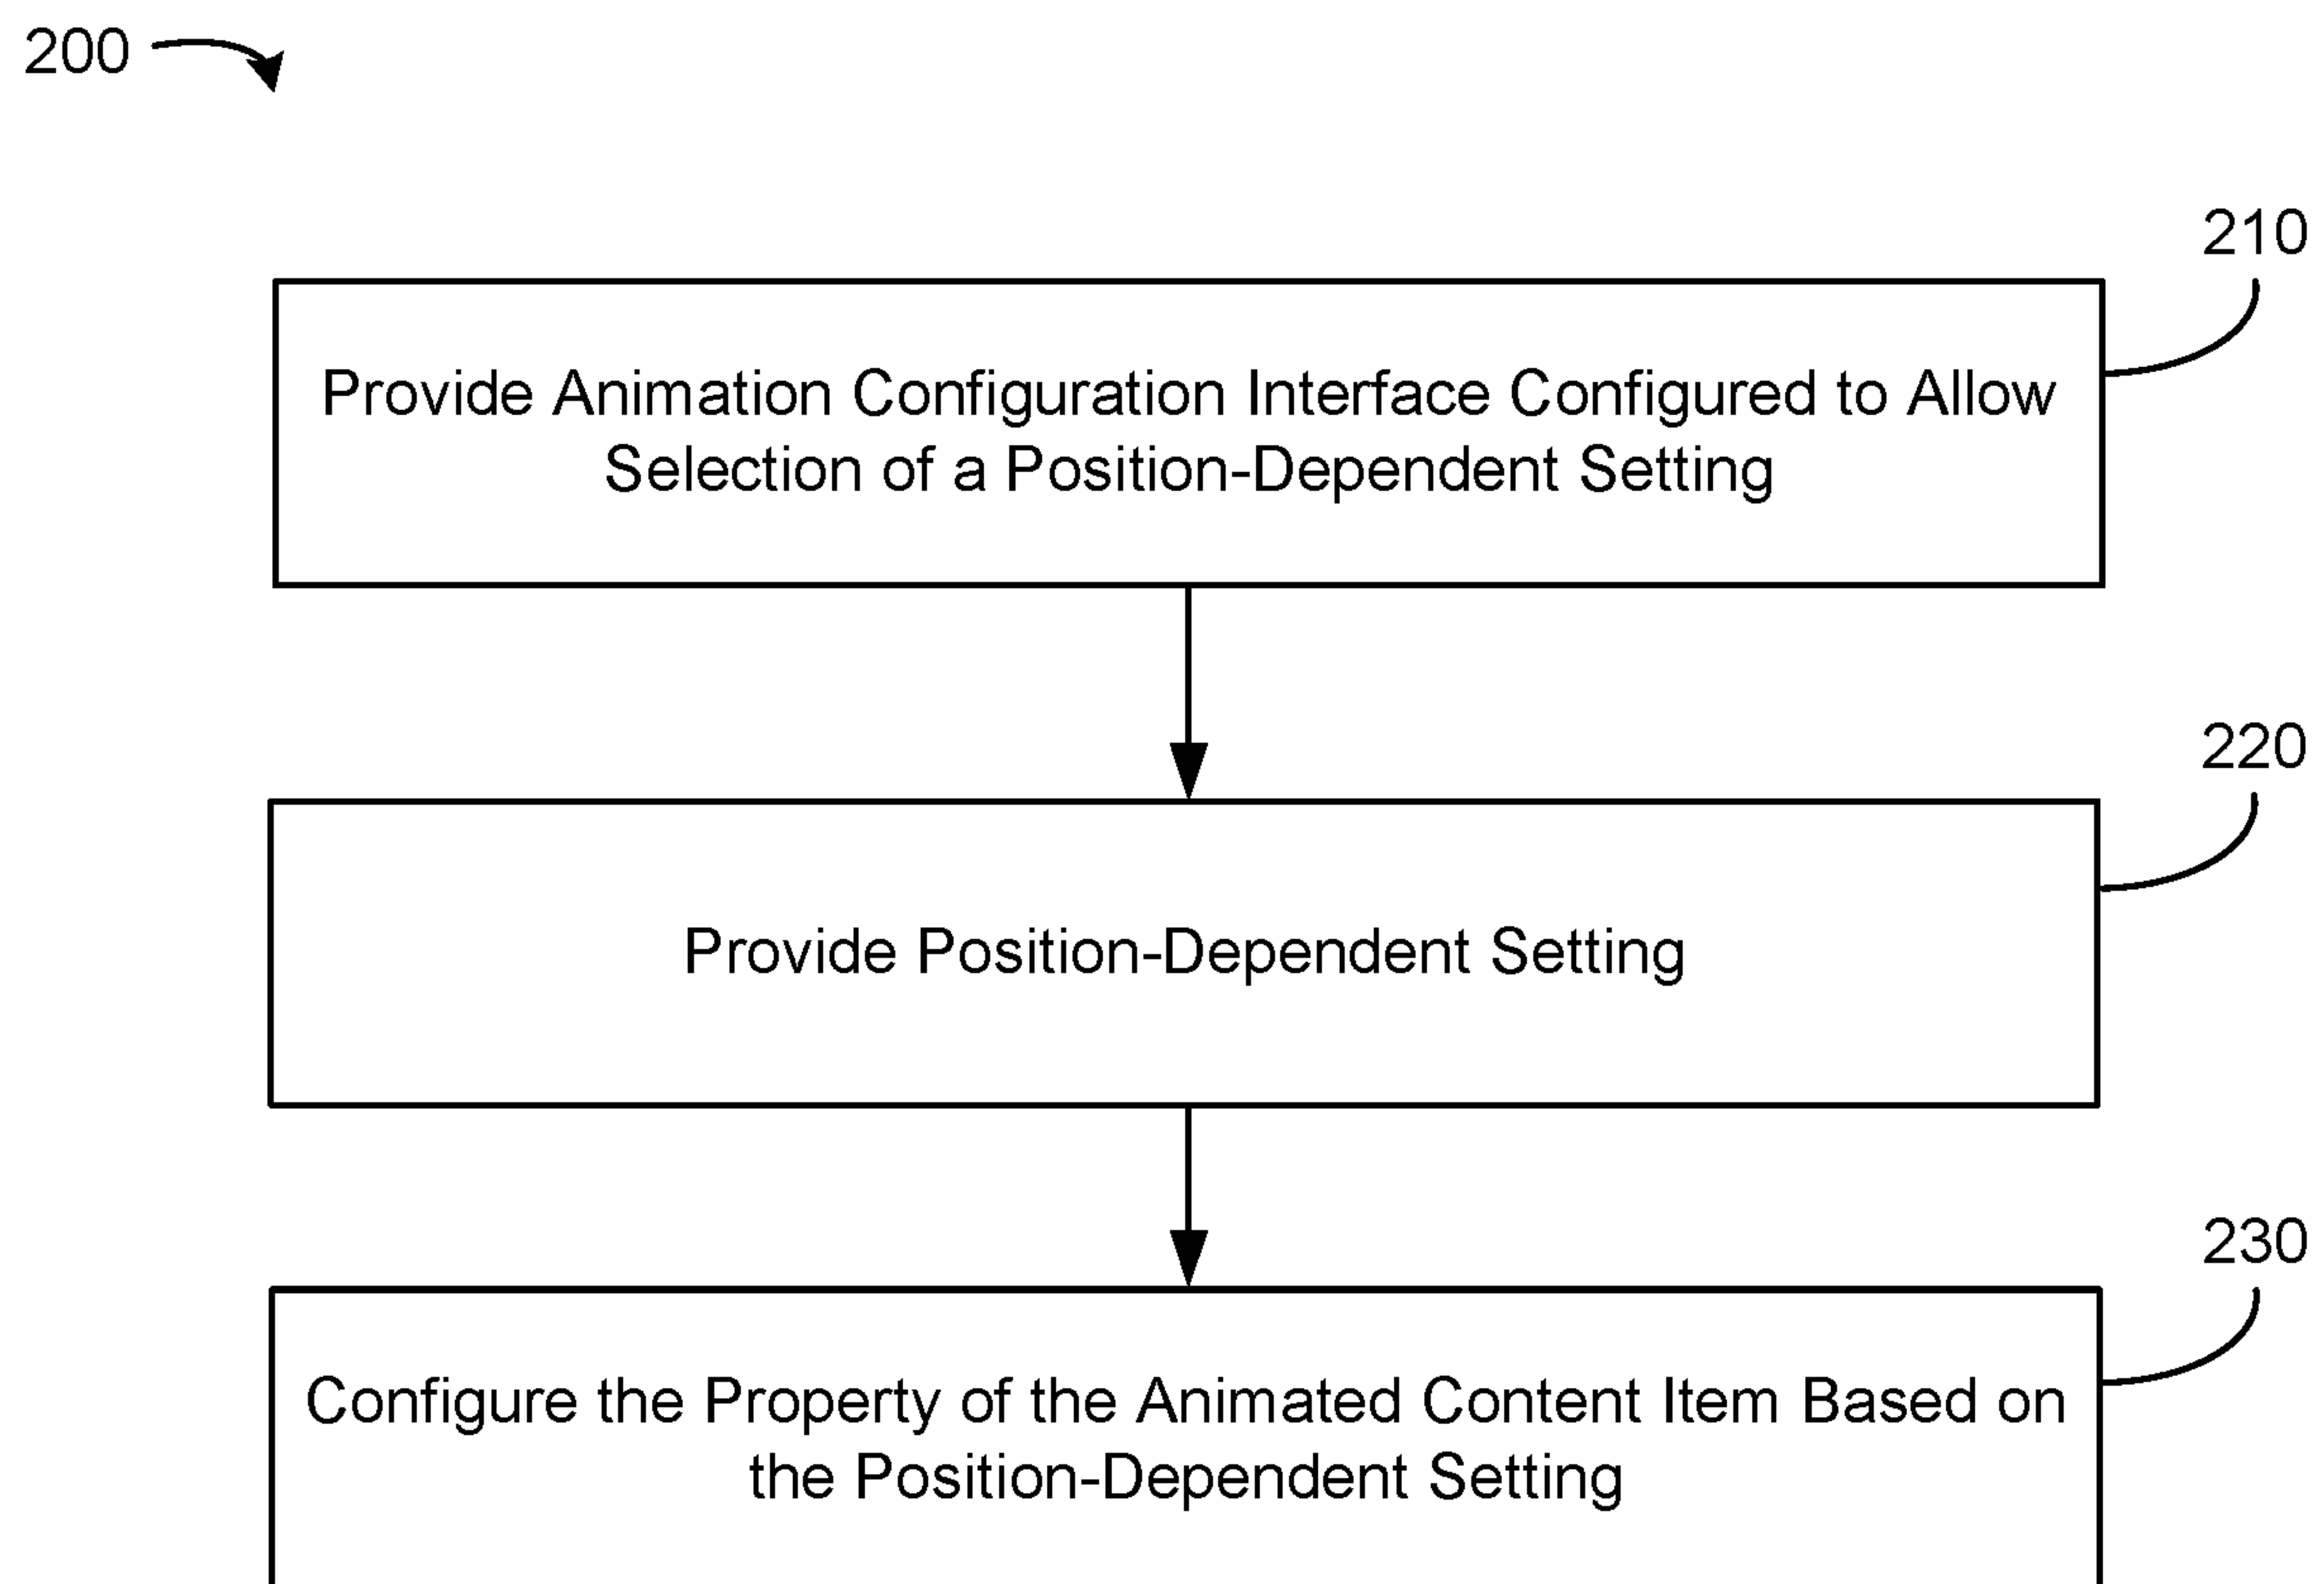 200
210
Provide Animation Configuration Interface Configured to Allow
Selection of a Position-Dependent Setting
220
Provide Position-Dependent Setting
230
Configure the Property of the Animated Content Item Based on
the Position-Dependent Setting